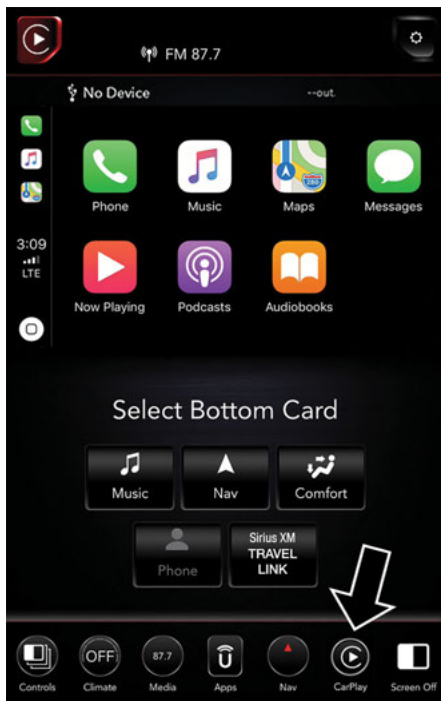 FM 87.7
No Device
--out.
Phone Music Maps Messages
280
3:09
LTE
Now Playing Podcasts Audiobooks
Select Bottom Card
Music Nav Comfort
Phone
Sirius XM
TRAVEL
LINK
OFF 87.7
Controls Climate Media Apps Nav CarPlay Screen Off